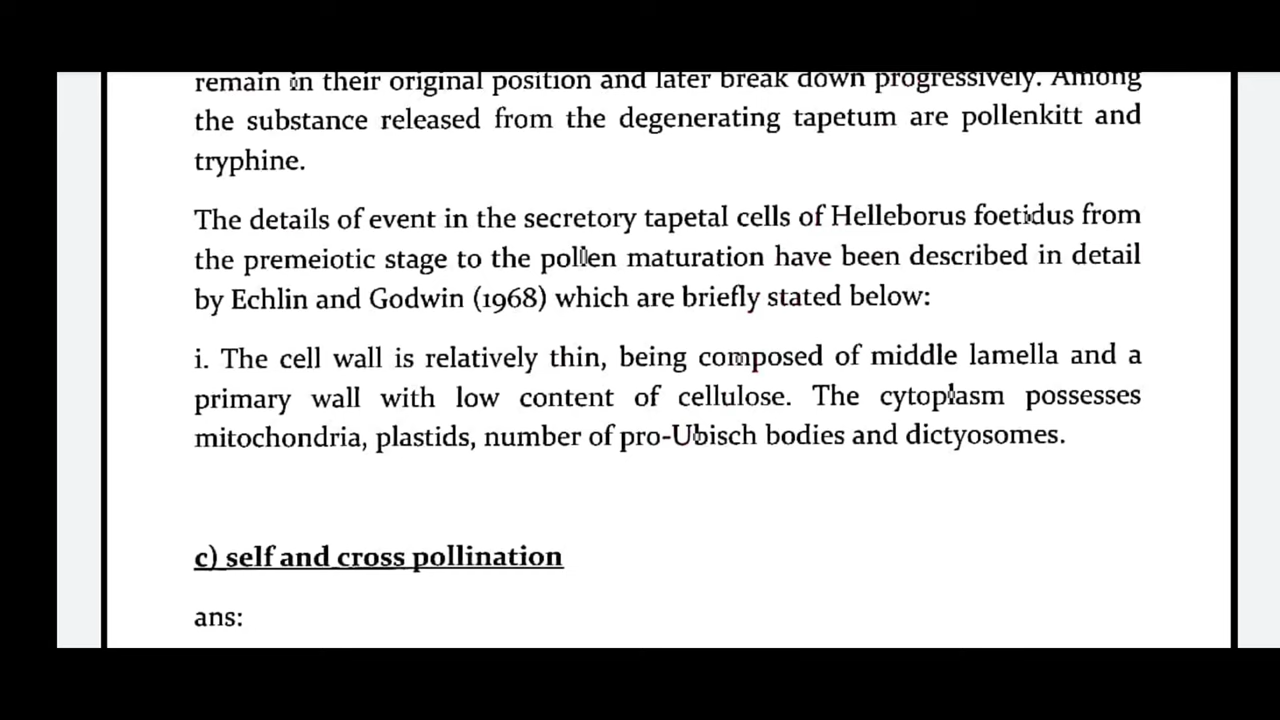 remain in their original position and later break down progressively. Among
the substance released from the degenerating tapetum are pollenkitt and
tryphine.
The details of event in the secretory tapetal cells of Helleborus foetidus from
the premeiotic stage to the pollen maturation have been described in detail
by Echlin and Godwin (1968) which are briefly stated below:
i. The cell wall is relatively thin, being composed of middle lamella and a
primary wall with low content of cellulose. The cytoplasm possesses
mitochondria, plastids, number of pro-Ubisch bodies and dictyosomes.
c) self and cross pollination
ans: